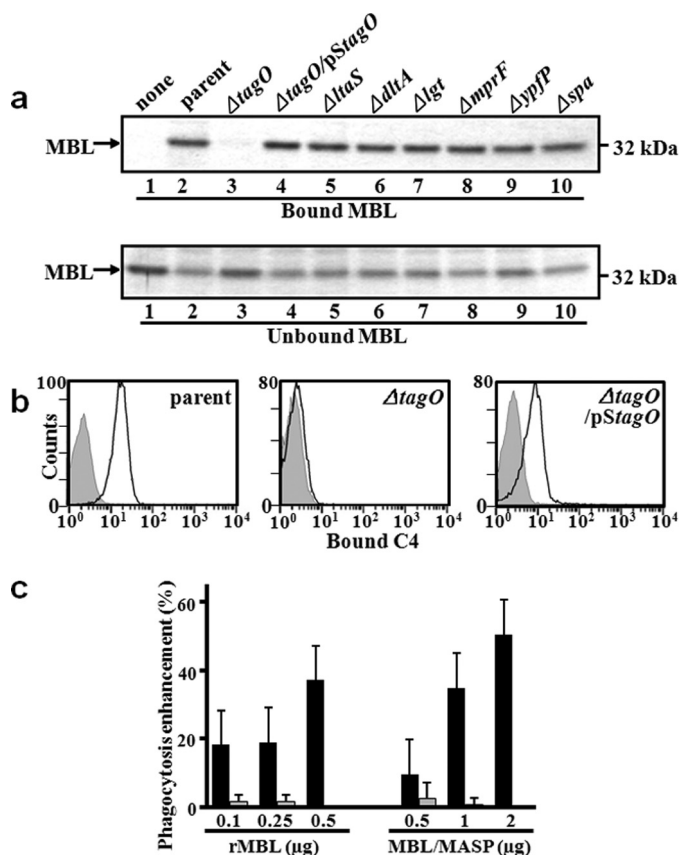 a
none parent ΔtagO ΔtagO/pStagO ΔltaS ΔdltA Δlgt ΔmprF ΔypfP Δspa
MBL 32 kDa
1 2 3 4 5 6 7 8 9 10
Bound MBL
MBL 32 kDa
1 2 3 4 5 6 7 8 9 10
Unbound MBL
b
100 80 80
parent ΔtagO ΔtagO
/pStagO
Counts
0 0 0
10⁰ 10¹ 10² 10³ 10⁴ 10⁰ 10¹ 10² 10³ 10⁴ 10⁰ 10¹ 10² 10³ 10⁴
Bound C4
c
Phagocytosis enhancement (%)
60
40
20
0
0.1 0.25 0.5 0.5 1 2
rMBL (μg) MBL/MASP (μg)